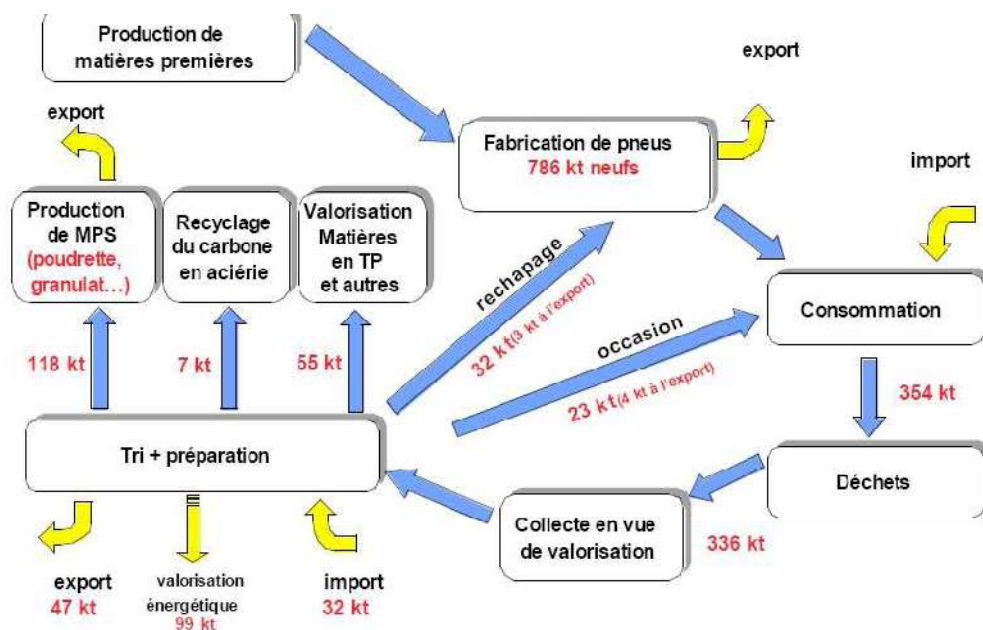 Production de
matières premières
export
Fabrication de pneus
786 kt neufs
import
export
Production
de MPS
(poudrette,
granulat...)
Recyclage
du carbone
en aciérie
Valorisation
Matières
en TP
et autres
rechapage
32 kt(3 kt à l'export)
occasion
23 kt(4 kt à l'export)
Consommation
118 kt
7 kt
55 kt
354 kt
Tri + préparation
Déchets
Collecte en vue
de valorisation
336 kt
export
47 kt
valorisation
énergétique
99 kt
import
32 kt